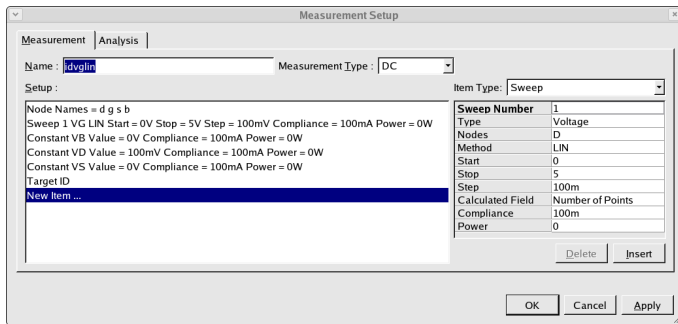 Measurement Setup
Measurement Analysis
Name : idvglin Measurement Type : DC
Setup : Item Type: Sweep
Node Names = d g s b
Sweep 1 VG LIN Start = 0V Stop = 5V Step = 100mV Compliance = 100mA Power = 0W
Constant VB Value = 0V Compliance = 100mA Power = 0W
Constant VD Value = 100mV Compliance = 100mA Power = 0W
Constant VS Value = 0V Compliance = 100mA Power = 0W
Target ID
New Item ...
Sweep Number 1
Type Voltage
Nodes D
Method LIN
Start 0
Stop 5
Step 100m
Calculated Field Number of Points
Compliance 100m
Power 0
Delete Insert
OK Cancel Apply